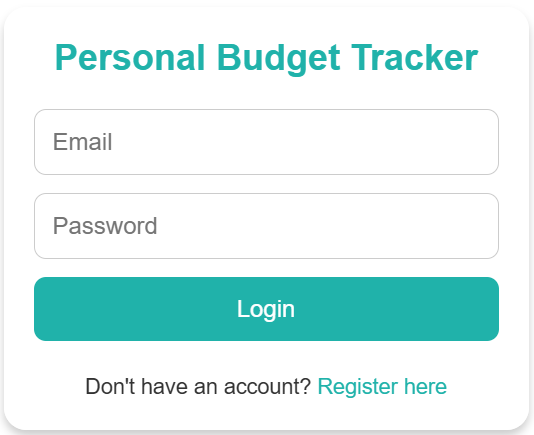 Personal Budget Tracker
Email
Password
Login
Don't have an account? Register here